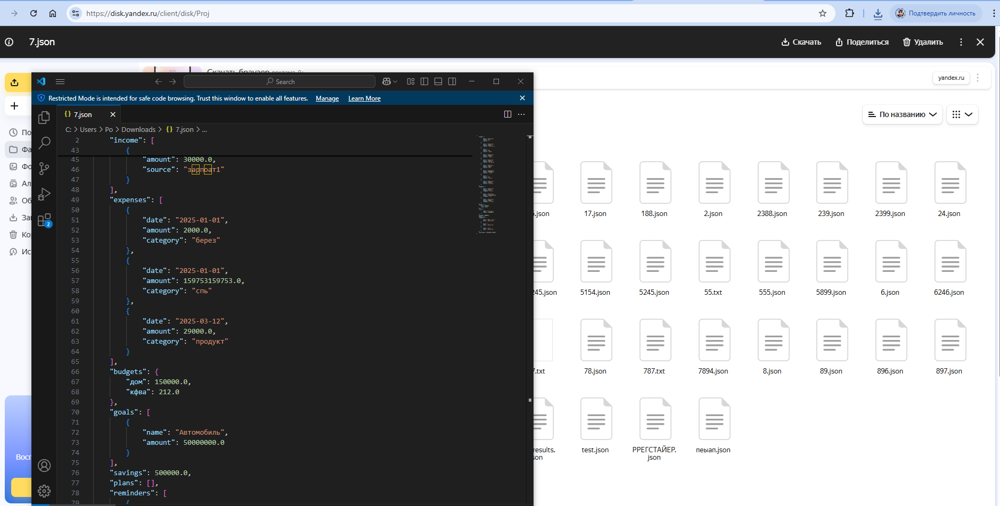 https://disk.yandex.ru/client/disk/Proj
Подтвердить личность
7.json
Скачать
Поделиться
Удалить
Скачать браузер реклама 0+
yandex.ru
По названию
Search
Restricted Mode is intended for safe code browsing. Trust this window to enable all features. Manage Learn More
7.json
C: > Users > Po > Downloads > {} 7.json > ...
2 "income": [
43 {
45 "amount": 30000.0,
46 "source": "зарпоат1"
47 }
48 ],
49 "expenses": [
50 {
51 "date": "2025-01-01",
52 "amount": 2000.0,
53 "category": "берез"
54 },
55 {
56 "date": "2025-01-01",
57 "amount": 159753159753.0,
58 "category": "спь"
59 },
60 {
61 "date": "2025-03-12",
62 "amount": 29000.0,
63 "category": "продукт"
64 }
65 ],
66 "budgets": {
67 "дом": 150000.0,
68 "кфва": 212.0
69 },
70 "goals": [
71 {
72 "name": "Автомобиль",
73 "amount": 50000000.0
74 }
75 ],
76 "savings": 500000.0,
77 "plans": [],
78 "reminders": [
79 {
2
По
Фа
Фо
Ал
Об
За
Ко
Ис
Восп
.json
17.json
188.json
2.json
2388.json
239.json
2399.json
24.json
245.json
5154.json
5245.json
55.txt
555.json
5899.json
6.json
6246.json
7.txt
78.json
787.txt
7894.json
8.json
89.json
896.json
897.json
results.
son
test.json
РРЕГСТАЙЕР.
json
пеыап.json